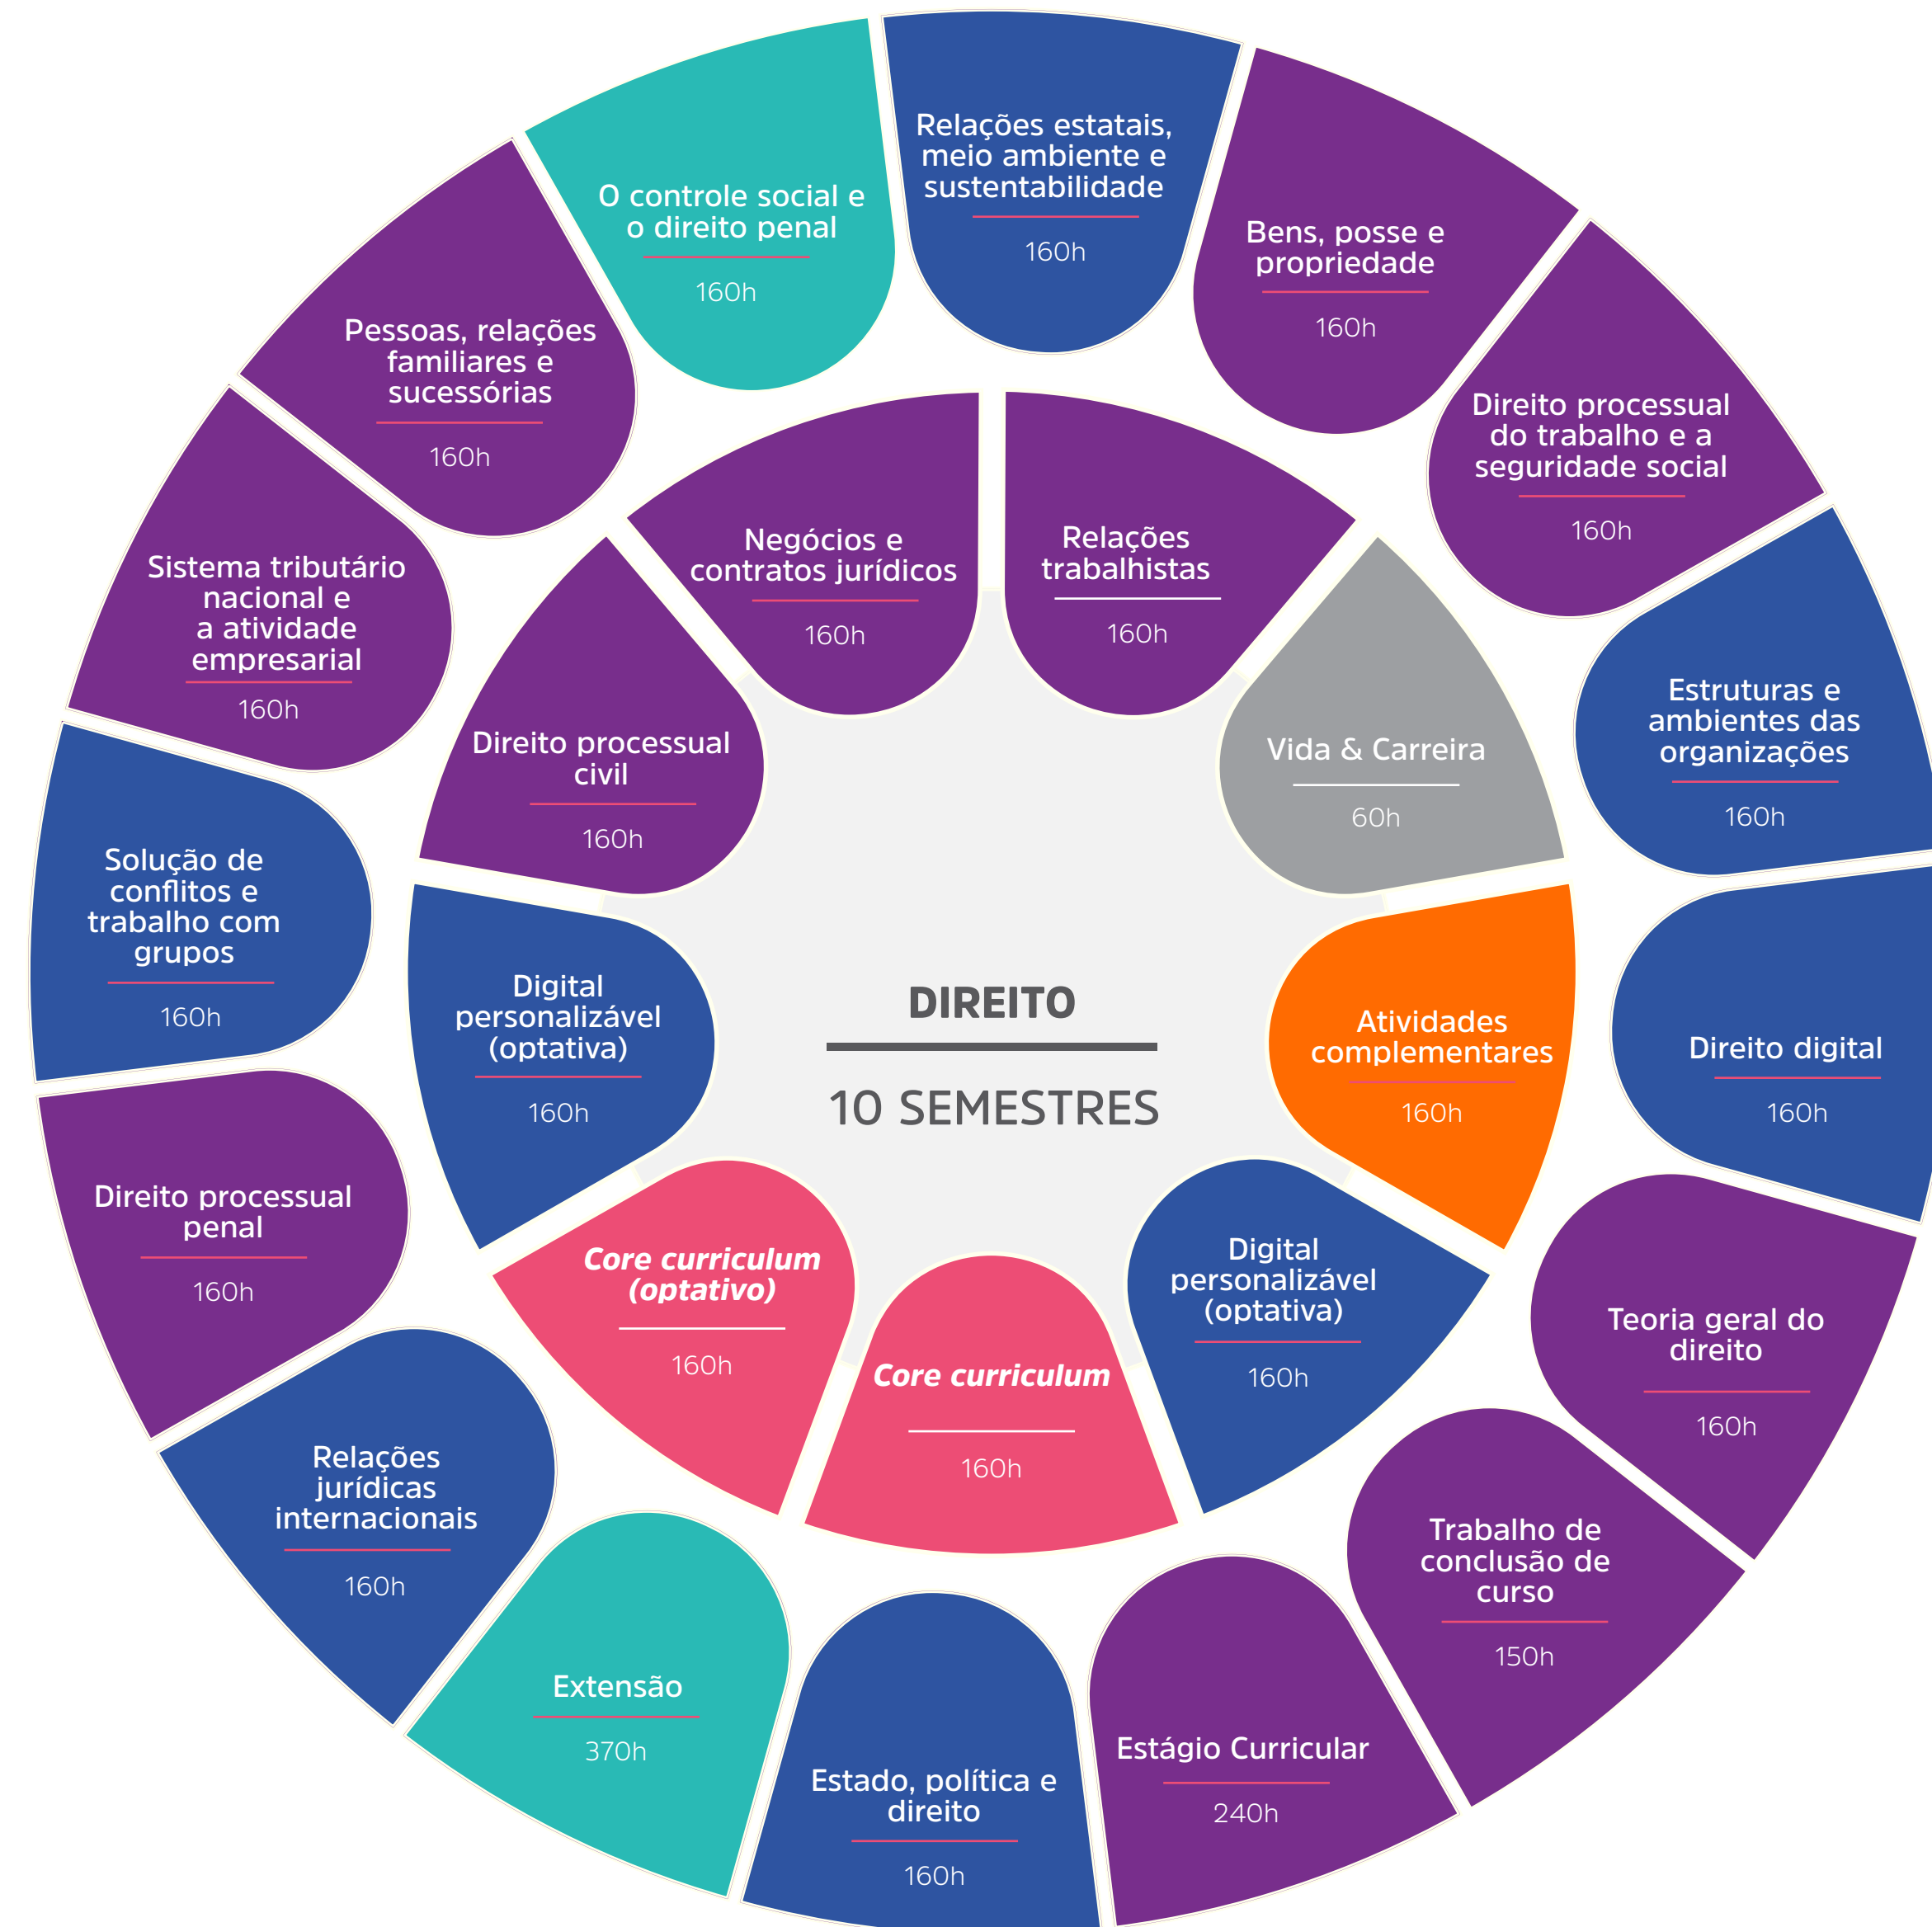 Relações estatais,
meio ambiente e
sustentabilidade
160h
Bens, posse e
propriedade
160h
Direito processual
do trabalho e a
seguridade social
160h
Estruturas e
ambientes das
organizações
160h
Direito digital
160h
Teoria geral do
direito
160h
Trabalho de
conclusão de
curso
150h
Estágio Curricular
240h
Estado, política e
direito
160h
Extensão
370h
Relações
jurídicas
internacionais
160h
Direito processual
penal
160h
Solução de
conflitos e
trabalho com
grupos
160h
Sistema tributário
nacional e
a atividade
empresarial
160h
Pessoas, relações
familiares e
sucessórias
160h
O controle social e
o direito penal
160h
Negócios e
contratos jurídicos
160h
Relações
trabalhistas
160h
Vida & Carreira
60h
Atividades
complementares
160h
Digital
personalizável
(optativa)
160h
Core curriculum
160h
Core curriculum
(optativo)
160h
Digital
personalizável
(optativa)
160h
Direito processual
civil
160h
DIREITO
10 SEMESTRES